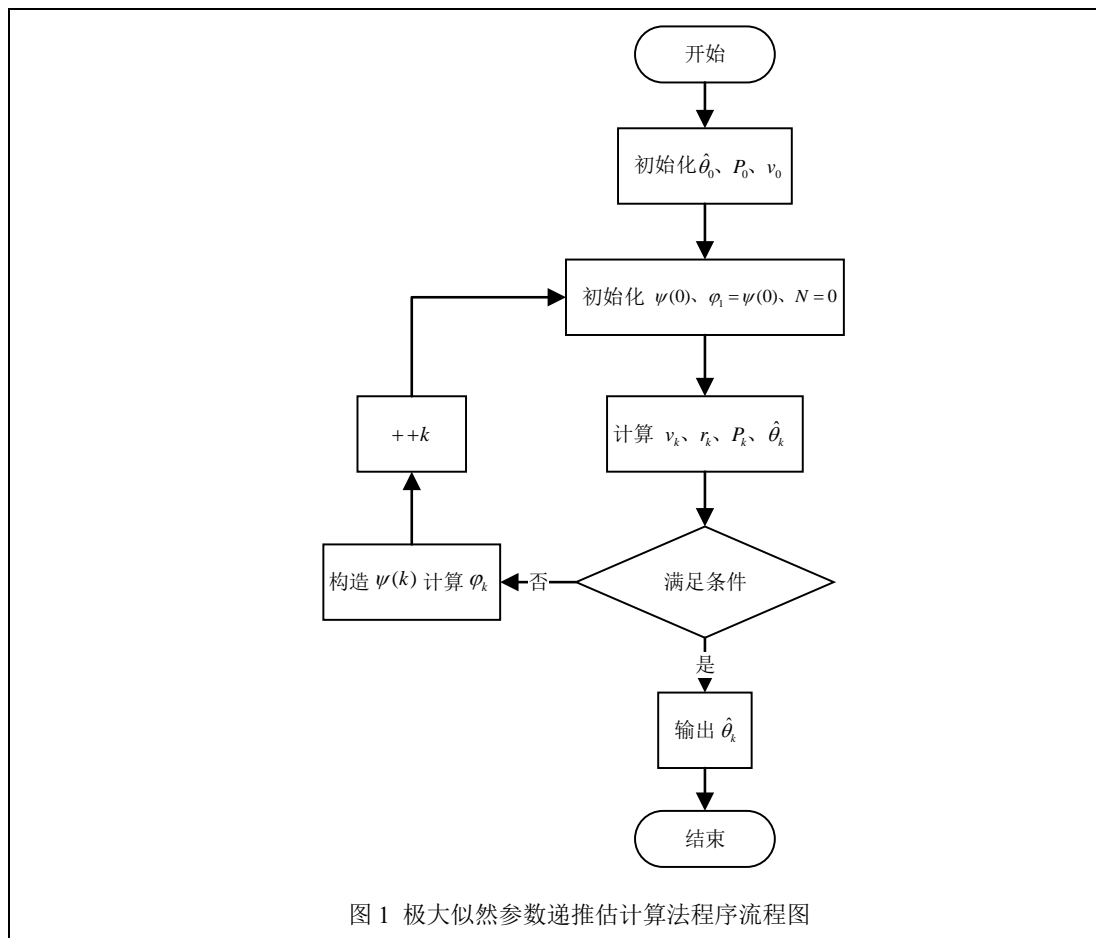 开始
初始化 θ̂₀、P₀、v₀
初始化 ψ(0)、φ₁=ψ(0)、N=0
++k
计算 vₖ、rₖ、Pₖ、θ̂ₖ
构造 ψ(k) 计算 φₖ
否
满足条件
是
输出 θ̂ₖ
结束
图 1 极大似然参数递推估计算法程序流程图